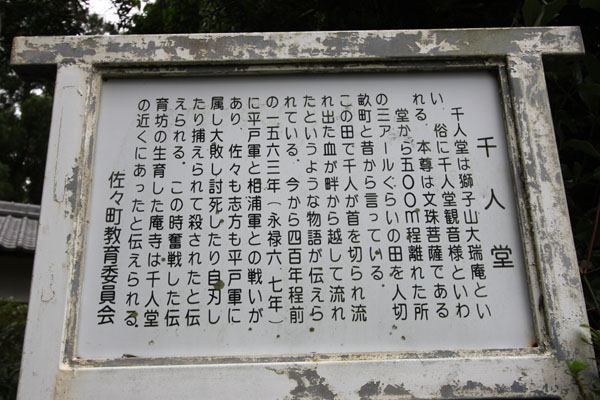 千人堂
千人堂は獅子山大瑞庵とい
い、俗に千人堂観音様といわ
れる。本尊は文珠菩薩である
堂から五〇〇m程離れた所
の三アールぐらいの田を人切
畝町と昔から言っている。
この田で千人が首を切られ流
れ出た血が畔から越して流れ
たというような物語が伝えら
れている。今から四百年程前
の一五六三年(永禄六、七年)
に平戸軍と相浦軍との戦いが
あり、佐々も志方も平戸軍に
属し大敗し討死したり自刃し
たり捕えられて殺されたと伝
えられる。この時奮戦した伝
育坊の生育した庵寺は千人堂
の近くにあったと伝えられる。
佐々町教育委員会